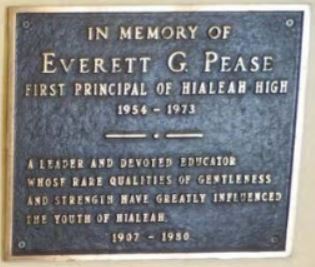 IN MEMORY OF
EVERETT G. PEASE
FIRST PRINCIPAL OF HIALEAH HIGH
1954 - 1973
A LEADER AND DEVOTED EDUCATOR
WHOSE RARE QUALITIES OF GENTLENESS
AND STRENGTH HAVE GREATLY INFLUENCED
THE YOUTH OF HIALEAH.
1907 - 1980